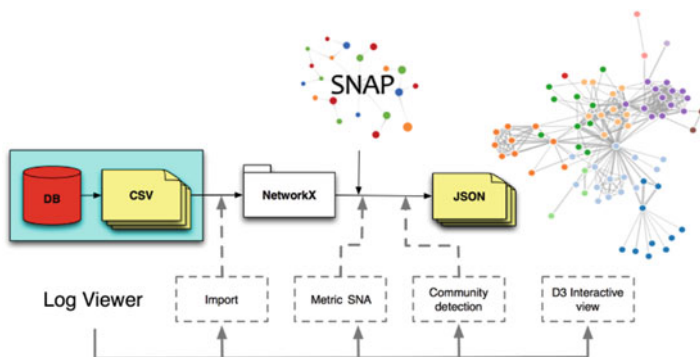 SNAP
DB
CSV
NetworkX
JSON
Log Viewer
Import
Metric SNA
Community
detection
D3 Interactive
view